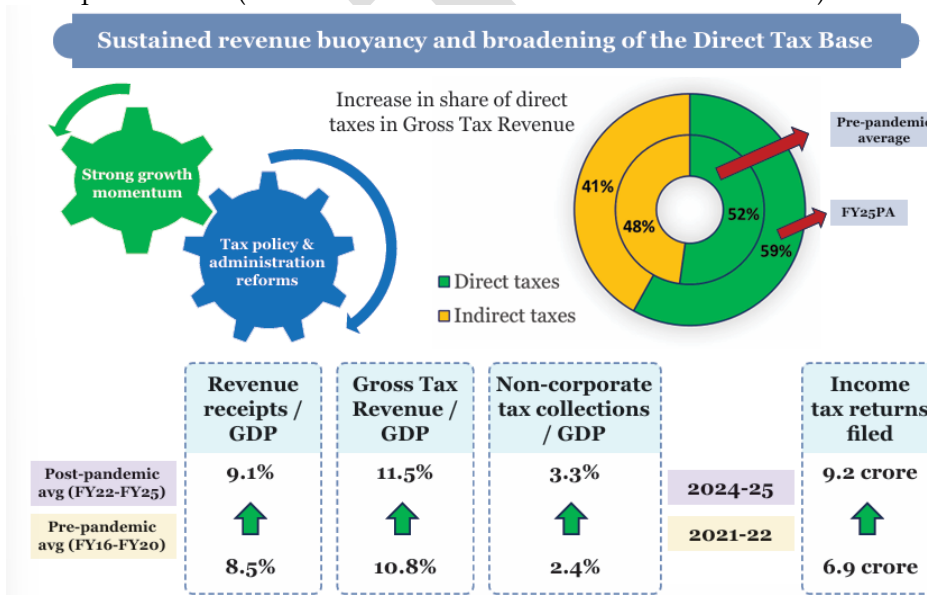 Sustained revenue buoyancy and broadening of the Direct Tax Base
Increase in share of direct
taxes in Gross Tax Revenue
Strong growth
momentum
Tax policy &
administration
reforms
Pre-pandemic
average
FY25PA
41%
48%
52%
59%
Direct taxes
Indirect taxes
Revenue
receipts /
GDP
Gross Tax
Revenue /
GDP
Non-corporate
tax collections
/ GDP
Income
tax returns
filed
Post-pandemic
avg (FY22-FY25)
9.1%
11.5%
3.3%
2024-25
9.2 crore
Pre-pandemic
avg (FY16-FY20)
8.5%
10.8%
2.4%
2021-22
6.9 crore